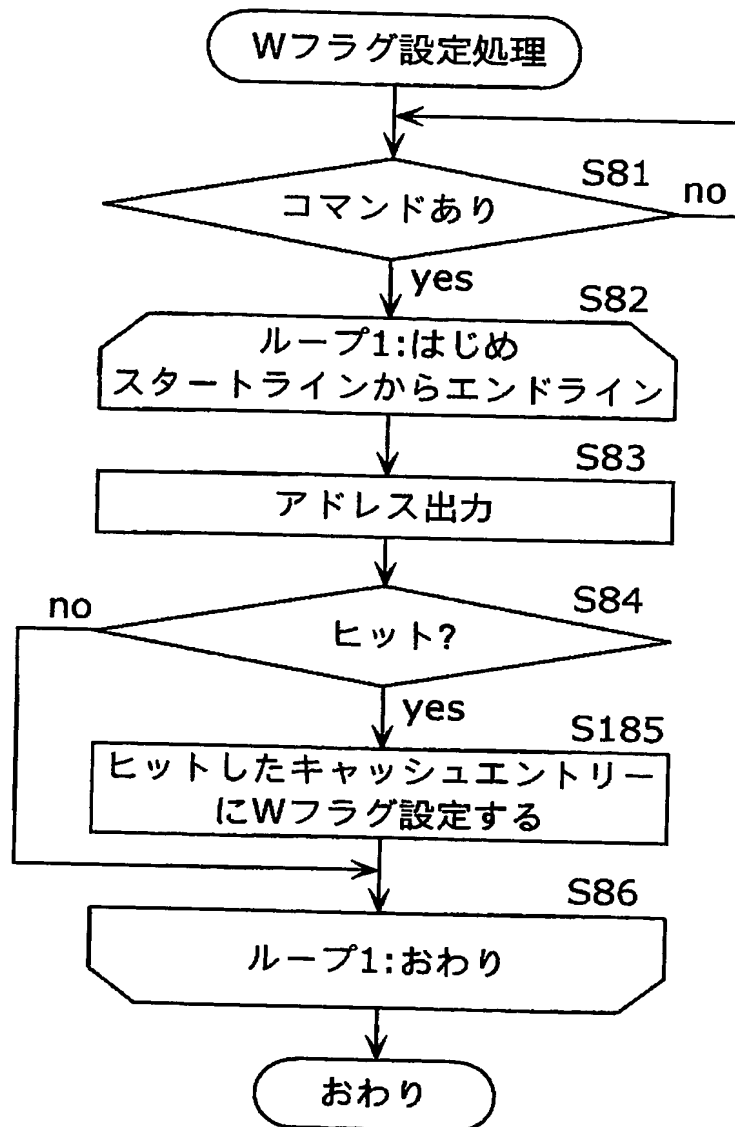 Wフラグ設定処理
S81
コマンドあり
no
yes
S82
ループ1:はじめ
スタートラインからエンドライン
S83
アドレス出力
no
S84
ヒット?
yes
S185
ヒットしたキャッシュエントリー
にWフラグ設定する
S86
ループ1:おわり
おわり